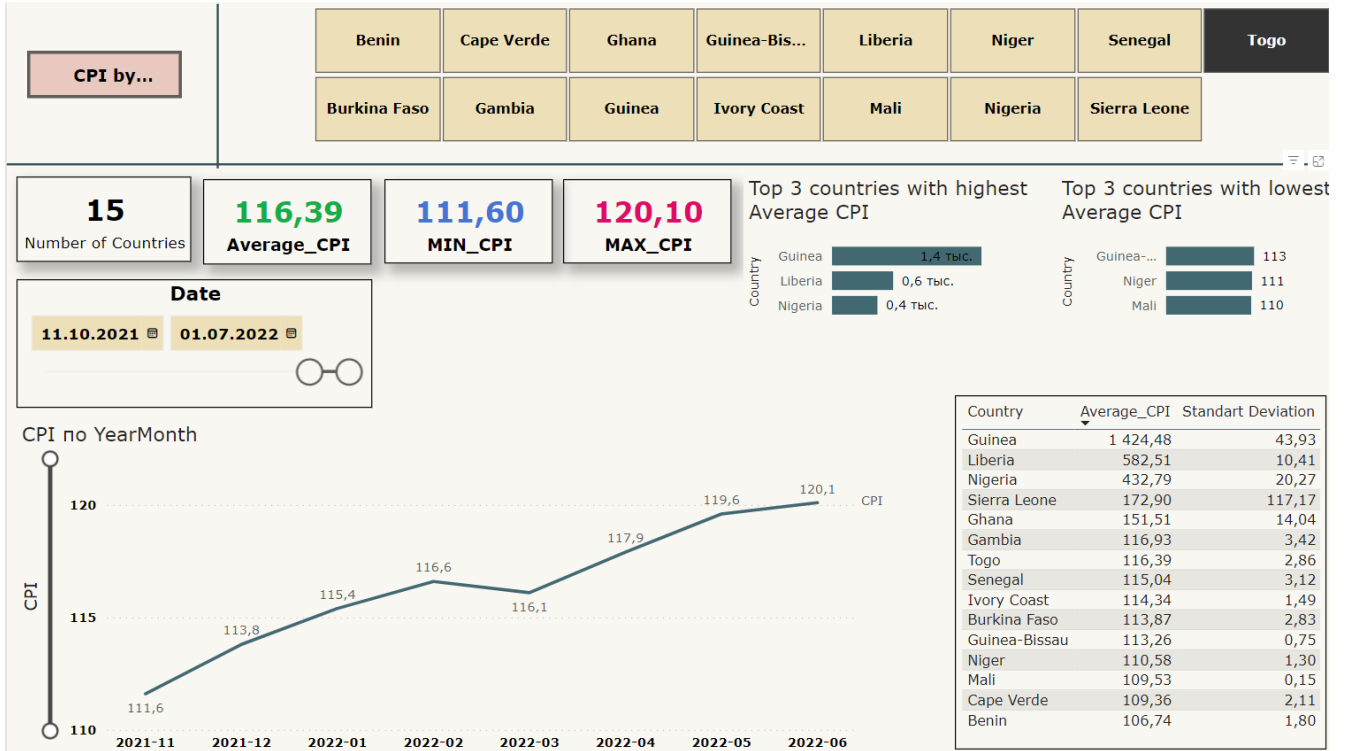 CPI by...
Benin Cape Verde Ghana Guinea-Bis... Liberia Niger Senegal Togo
Burkina Faso Gambia Guinea Ivory Coast Mali Nigeria Sierra Leone
15
Number of Countries
116,39
Average_CPI
111,60
MIN_CPI
120,10
MAX_CPI
Top 3 countries with highest
Average CPI
Country
Guinea 1,4 тыс.
Liberia 0,6 тыс.
Nigeria 0,4 тыс.
Top 3 countries with lowest
Average CPI
Country
Guinea-... 113
Niger 111
Mali 110
Date
11.10.2021 01.07.2022
CPI по YearMonth
CPI
120
115
110
111,6
113,8
115,4
116,6
116,1
117,9
119,6
120,1
CPI
2021-11 2021-12 2022-01 2022-02 2022-03 2022-04 2022-05 2022-06
Country Average_CPI Standart Deviation
Guinea 1 424,48 43,93
Liberia 582,51 10,41
Nigeria 432,79 20,27
Sierra Leone 172,90 117,17
Ghana 151,51 14,04
Gambia 116,93 3,42
Togo 116,39 2,86
Senegal 115,04 3,12
Ivory Coast 114,34 1,49
Burkina Faso 113,87 2,83
Guinea-Bissau 113,26 0,75
Niger 110,58 1,30
Mali 109,53 0,15
Cape Verde 109,36 2,11
Benin 106,74 1,80